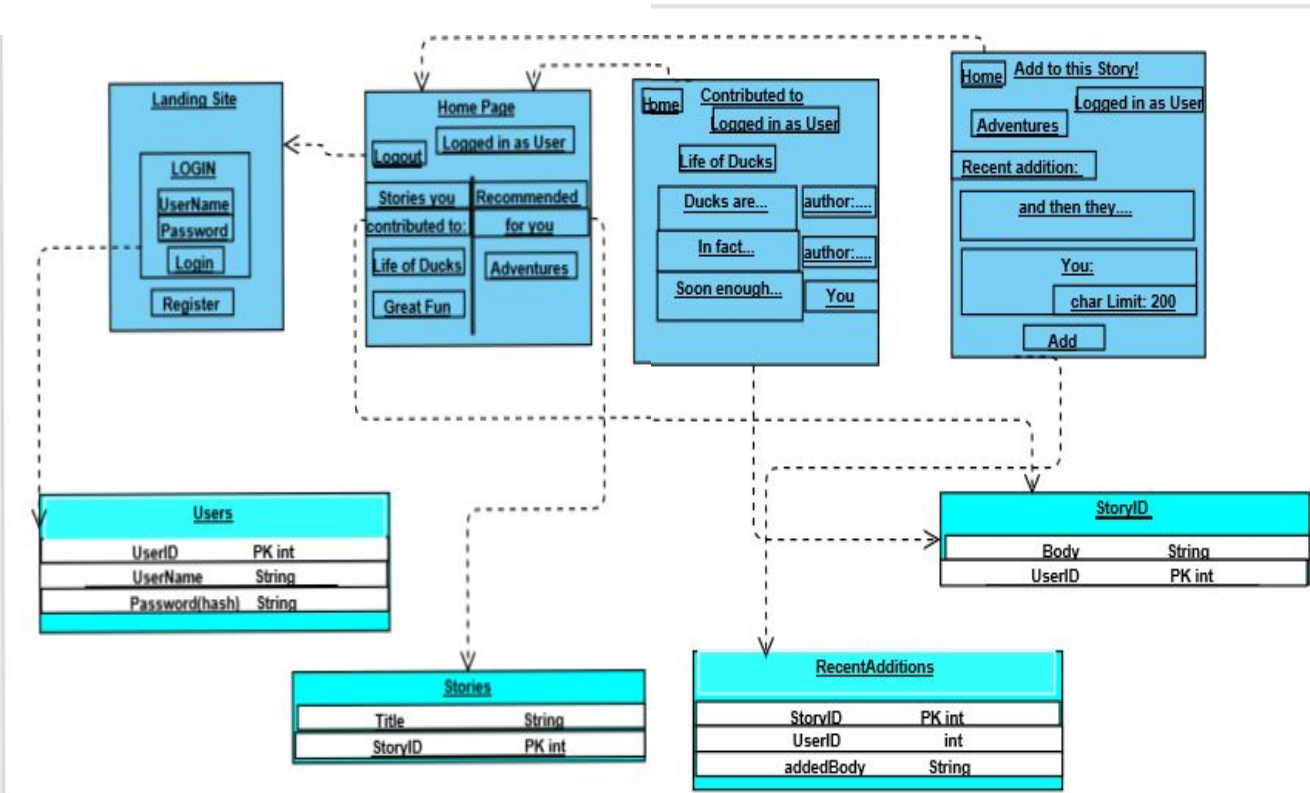 Landing Site
LOGIN
UserName
Password
Login
Register
Home Page
Logged in as User
Logout
Stories you
contributed to:
Recommended
for you
Life of Ducks
Great Fun
Adventures
Home
Contributed to
Logged in as User
Life of Ducks
Ducks are... author:....
In fact... author:....
Soon enough... You
Home
Add to this Story!
Logged in as User
Adventures
Recent addition:
and then they....
You:
char Limit: 200
Add
Users
UserID PK int
UserName String
Password(hash) String
Stories
Title String
StoryID PK int
RecentAdditions
StoryID PK int
UserID int
addedBody String
StoryID
Body String
UserID PK int